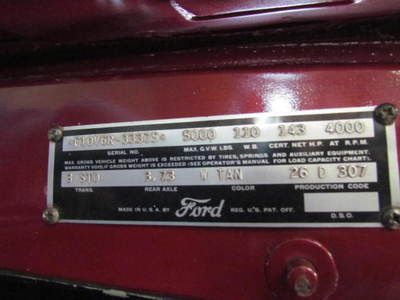 5000 110 143 4000
SERIAL NO. MAX. G.V.W. LBS. W.B. CERT. NET H.P. AT R.P.M.
MAX. GROSS VEHICLE WEIGHT ABOVE IS RESTRICTED BY TIRES, SPRINGS AND AUXILIARY EQUIPMENT.
WARRANTY VOID IF GROSS WEIGHT IS EXCEEDED (SEE OPERATOR'S MANUAL FOR LOAD CAPACITY CHART).
3 STD 3.73 W TAN 26 D 307
TRANS. REAR AXLE COLOR PRODUCTION CODE
MADE IN U.S.A. BY Ford REG. U.S. PAT. OFF. D.S.O.